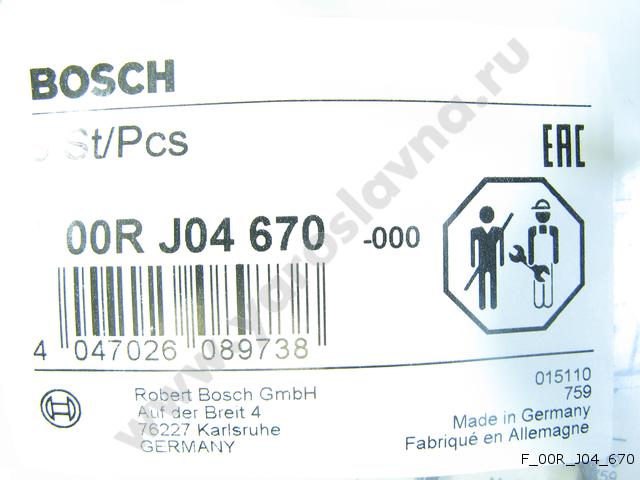 BOSCH
St/Pcs
EAC
00R J04 670 -000
4 047026 089738
Robert Bosch GmbH
Auf der Breit 4
76227 Karlsruhe
GERMANY
015110
759
Made in Germany
Fabriqué en Allemagne
www.yaroslavna.ru
F_00R_J04_670